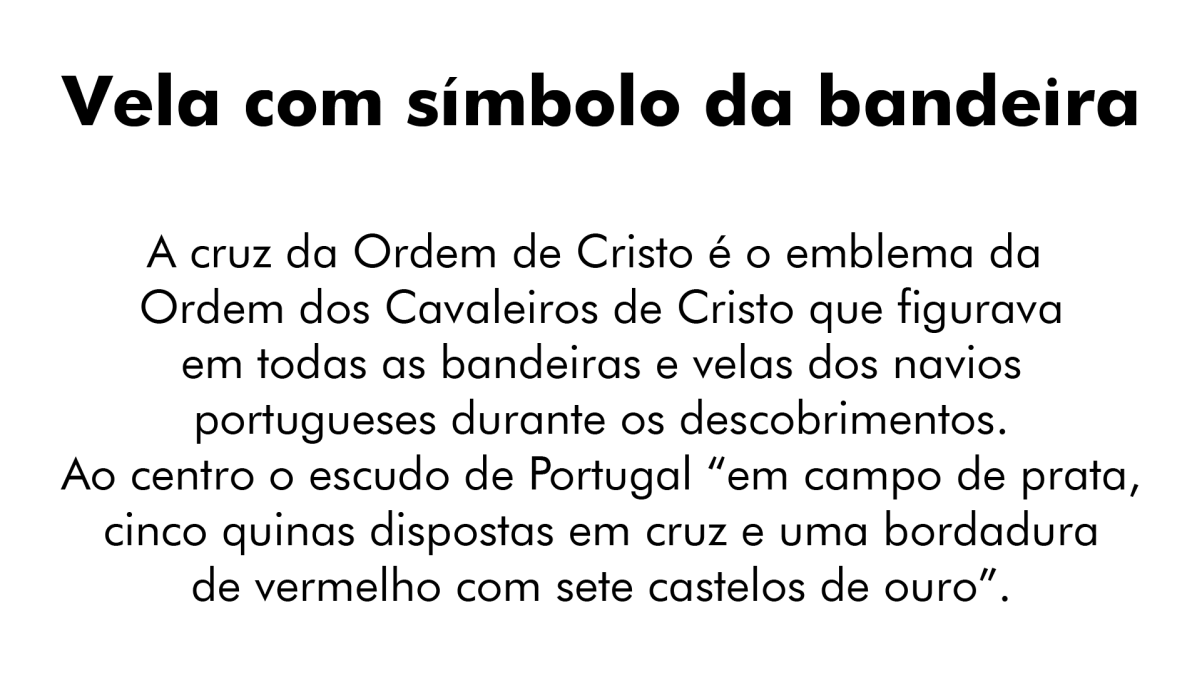 Vela com símbolo da bandeira
A cruz da Ordem de Cristo é o emblema da
Ordem dos Cavaleiros de Cristo que figurava
em todas as bandeiras e velas dos navios
portugueses durante os descobrimentos.
Ao centro o escudo de Portugal “em campo de prata,
cinco quinas dispostas em cruz e uma bordadura
de vermelho com sete castelos de ouro”.